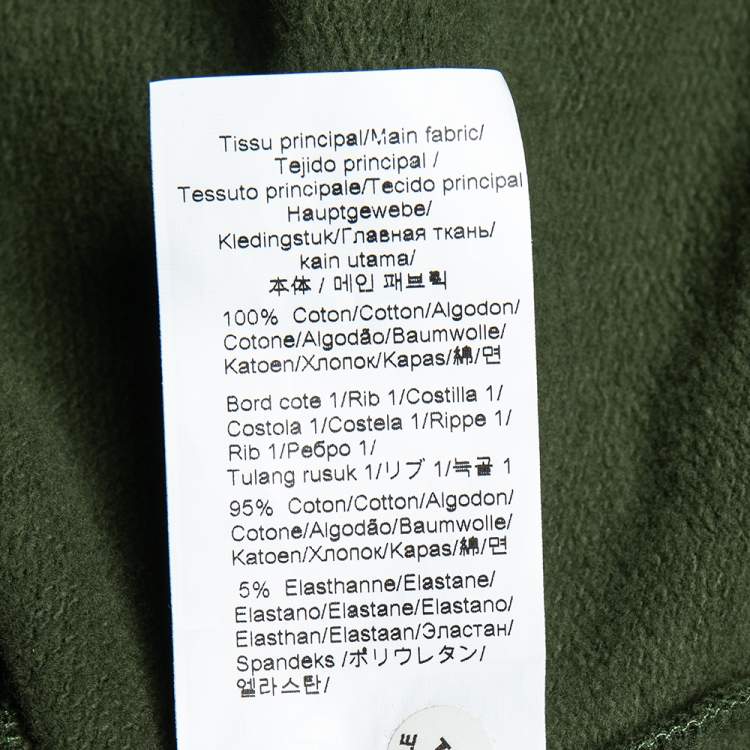 Tissu principal/Main fabric/
Tejido principal /
Tessuto principale/Tecido principal
Hauptgewebe/
Kledingstuk/Главная ткань/
kain utama/
本体 / 메인 패브릭
100% Coton/Cotton/Algodon/
Cotone/Algodão/Baumwolle/
Katoen/Хлопок/Kapas/綿/면
Bord cote 1/Rib 1/Costilla 1/
Costola 1/Costela 1/Rippe 1/
Rib 1/Ребро 1/
Tulang rusuk 1/リブ 1/늑골 1
95% Coton/Cotton/Algodon/
Cotone/Algodão/Baumwolle/
Katoen/Хлопок/Kapas/綿/면
5% Elasthanne/Elastane/
Elastano/Elastane/Elastano/
Elasthan/Elastaan/Эластан/
Spandeks /ポリウレタン/
엘라스탄/